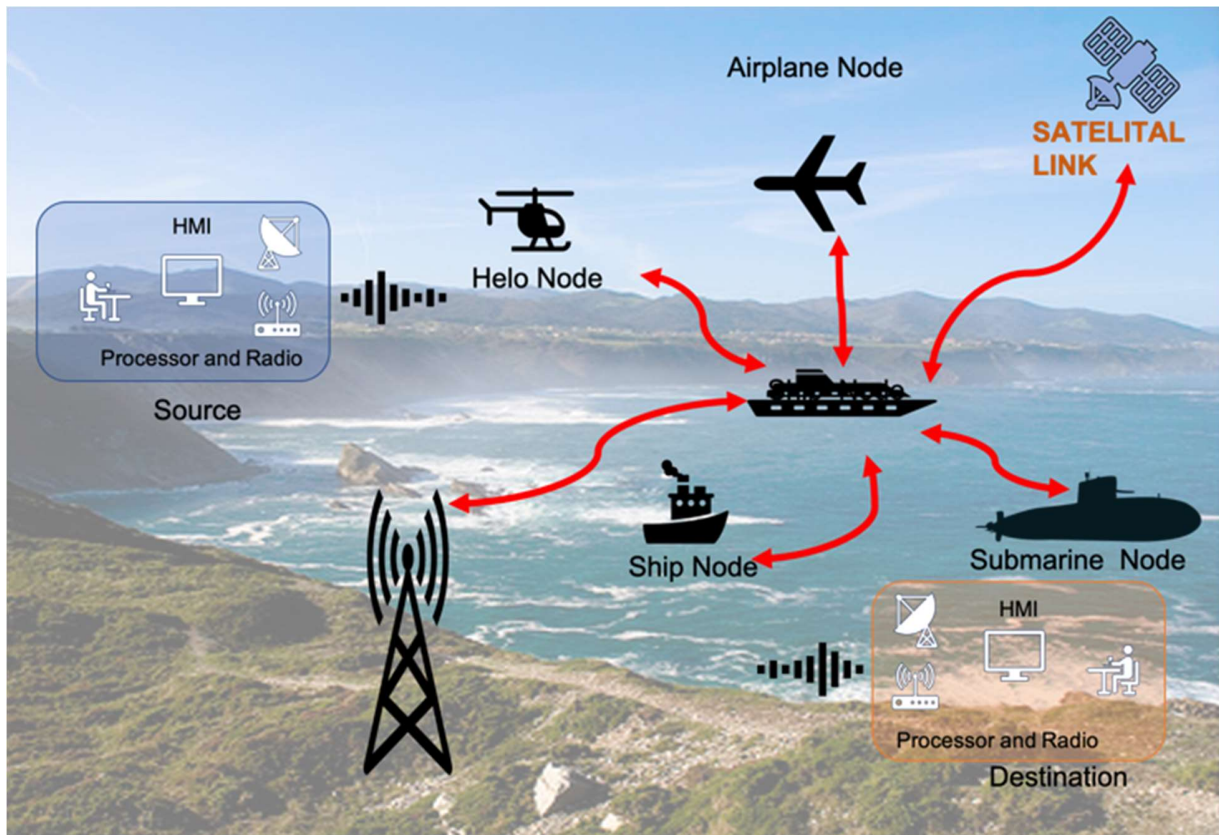 Airplane Node
SATELITAL
LINK
HMI
Helo Node
Processor and Radio
Source
Ship Node
Submarine Node
HMI
Processor and Radio
Destination